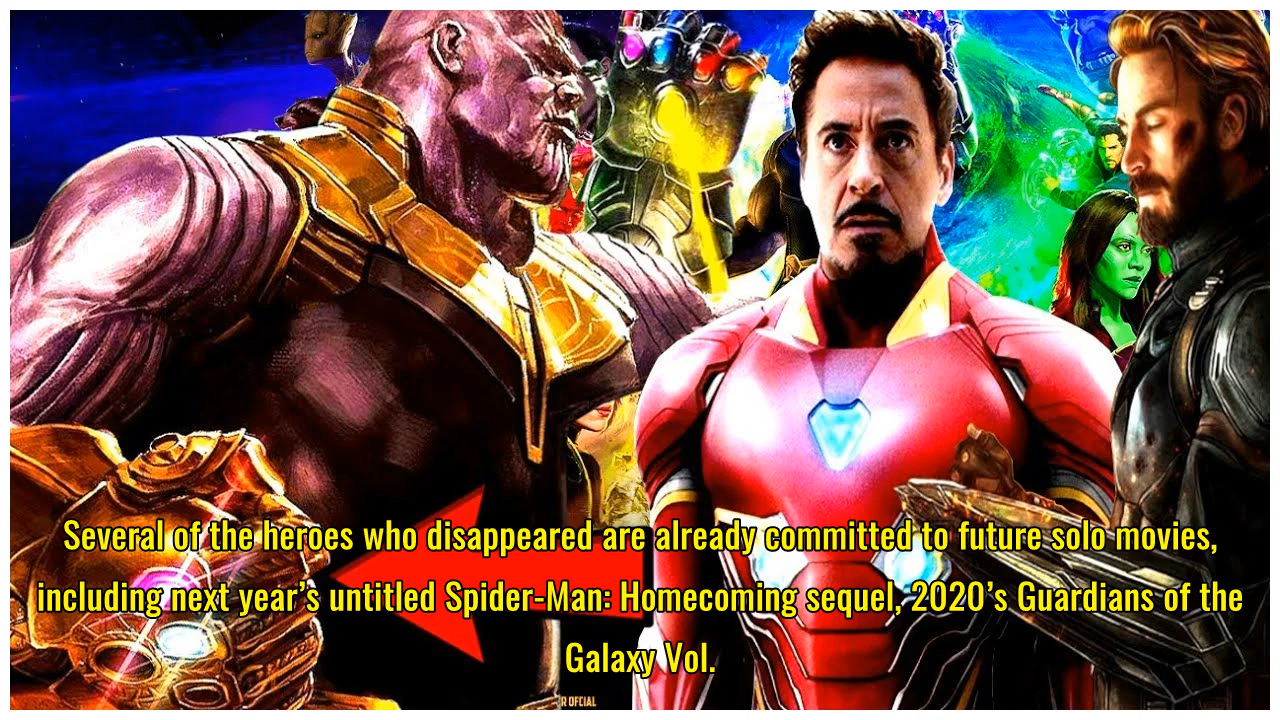 Several of the heroes who disappeared are already committed to future solo movies,
including next year’s untitled Spider-Man: Homecoming sequel, 2020’s Guardians of the
Galaxy Vol.
R OFCIAL